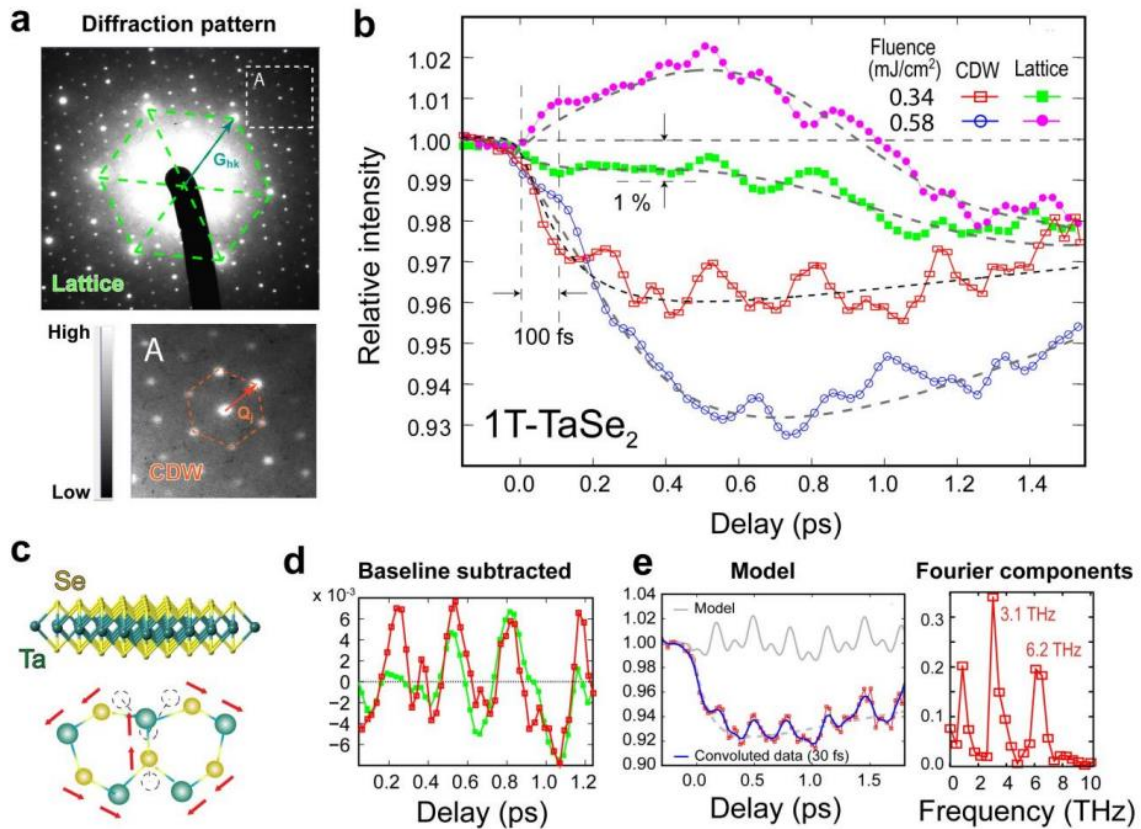 a
Diffraction pattern
A
G_hk
Lattice
High
Low
A
Q_j
CDW
b
Relative intensity
1.02
1.01
1.00
0.99
0.98
0.97
0.96
0.95
0.94
0.93
Fluence
(mJ/cm²)
CDW
Lattice
0.34
0.58
1 %
100 fs
1T-TaSe₂
0.0 0.2 0.4 0.6 0.8 1.0 1.2 1.4
Delay (ps)
c
Se
Ta
d
Baseline subtracted
x 10⁻³
6
4
2
0
−2
−4
−6
0.2 0.4 0.6 0.8 1.0 1.2
Delay (ps)
e
Model
1.04
1.02
1.00
0.98
0.96
0.94
0.92
0.90
Model
Convoluted data (30 fs)
0.0 0.5 1.0 1.5
Delay (ps)
Fourier components
0.3
0.2
0.1
0.0
3.1 THz
6.2 THz
0 2 4 6 8 10
Frequency (THz)